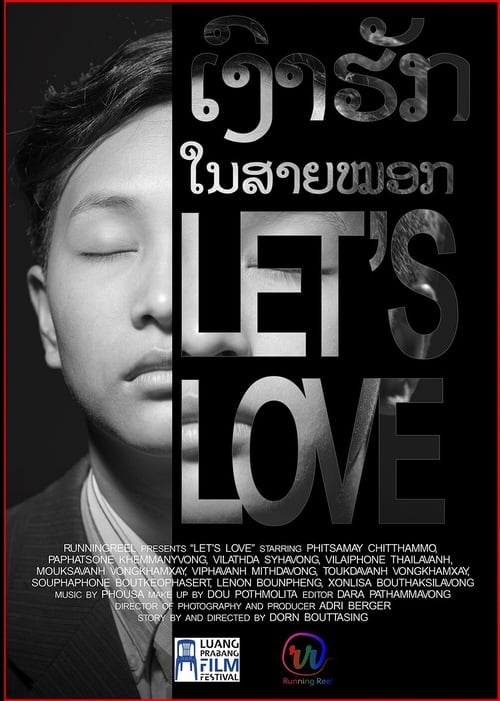 ເງົາຮັກ
ໃນສາຍໝອກ
LET'S
LOVE
RUNNINGREEL PRESENTS "LET'S LOVE" STARRING PHITSAMAY CHITTHAMMO,
PAPHATSONE KHEMMANYVONG, VILATHDA SYHAVONG, VILAIPHONE THAILAVANH,
MOUKSAVANH VONGKHAMXAY, VIPHAVANH MITHDAVONG, TOUKDAVANH VONGKHAMXAY,
SOUPHAPHONE BOUTKEOPHASERT, LENON BOUNPHENG, XONLISA BOUTHAKSILAVONG
MUSIC BY PHOUSA MAKE UP BY DOU POTHMOLITA EDITOR DARA PATHAMMAVONG
DIRECTOR OF PHOTOGRAPHY AND PRODUCER ADRI BERGER
STORY BY AND DIRECTED BY DORN BOUTTASING
LUANG
PRABANG
FILM
FESTIVAL
Running Reel